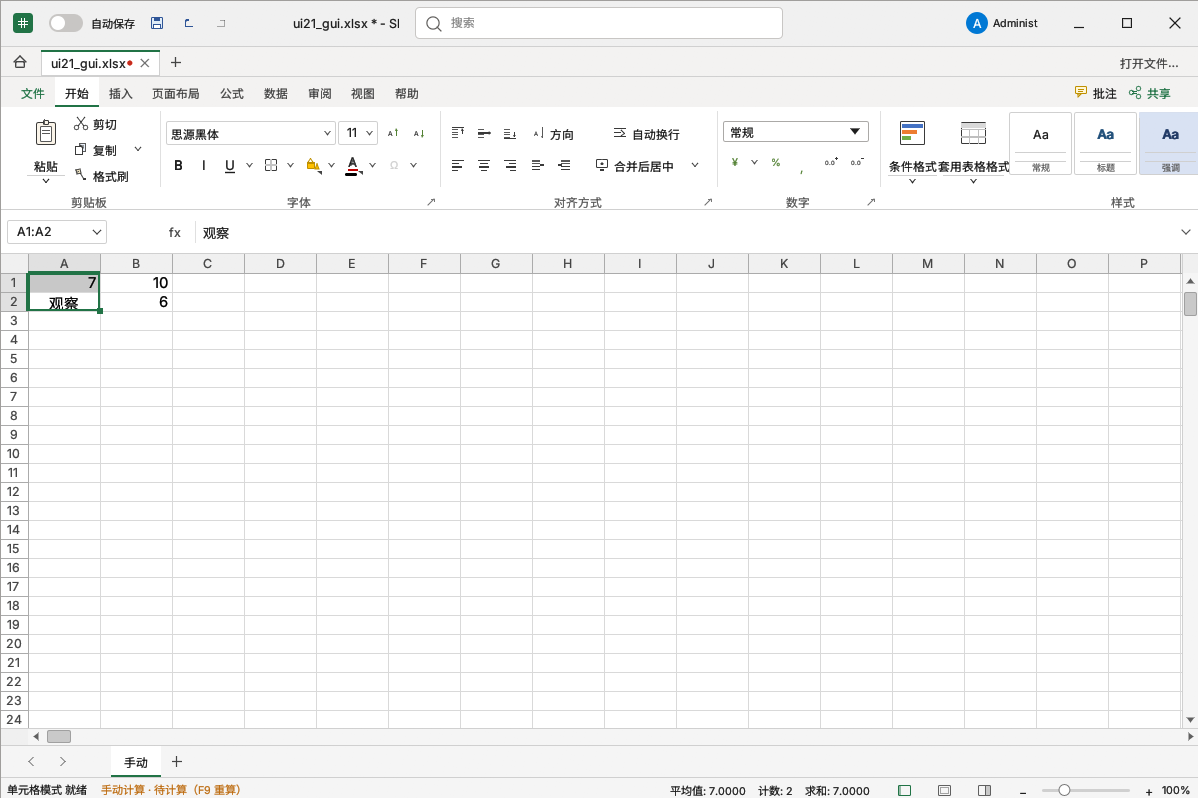 自动保存
ui21_gui.xlsx * - SI
搜索
A
Administ
ui21_gui.xlsx
打开文件...
文件 开始 插入 页面布局 公式 数据 审阅 视图 帮助
批注 共享
粘贴
剪切
复制
格式刷
剪贴板
思源黑体 11 A A
B I U A Ω
字体
方向 自动换行
合并后居中
对齐方式
常规
¥ % , 0.0 0.0
数字
条件格式 套用表格格式
Aa
常规
Aa
标题
Aa
强调
样式
A1:A2 fx 观察
A B C D E F G H I J K L M N O P
1 7 10
2 观察 6
3
4
5
6
7
8
9
10
11
12
13
14
15
16
17
18
19
20
21
22
23
24
手动
单元格模式 就绪 手动计算 · 待计算（F9 重算） 平均值: 7.0000 计数: 2 求和: 7.0000 100%